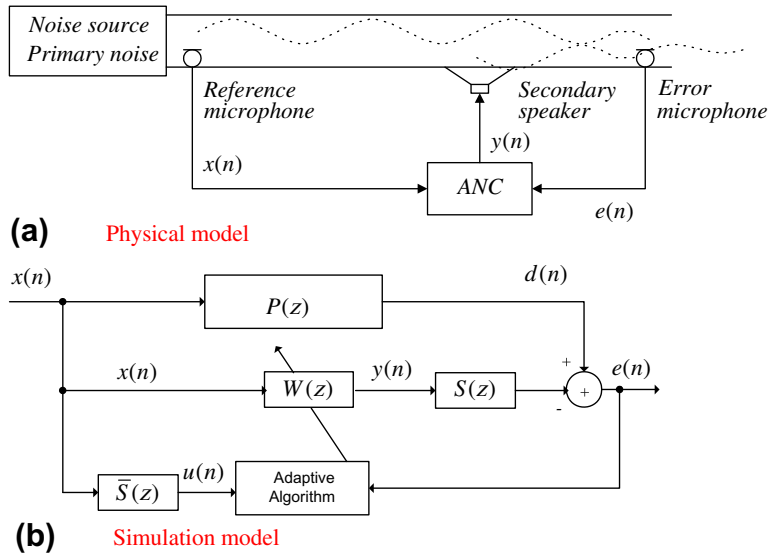 Noise source
Primary noise
Reference
microphone
Secondary
speaker
Error
microphone
x(n)
y(n)
ANC
e(n)
(a) Physical model
x(n)
d(n)
P(z)
+
e(n)
x(n)
W(z)
y(n)
S(z)
+
-
S̅(z)
u(n)
Adaptive
Algorithm
(b) Simulation model